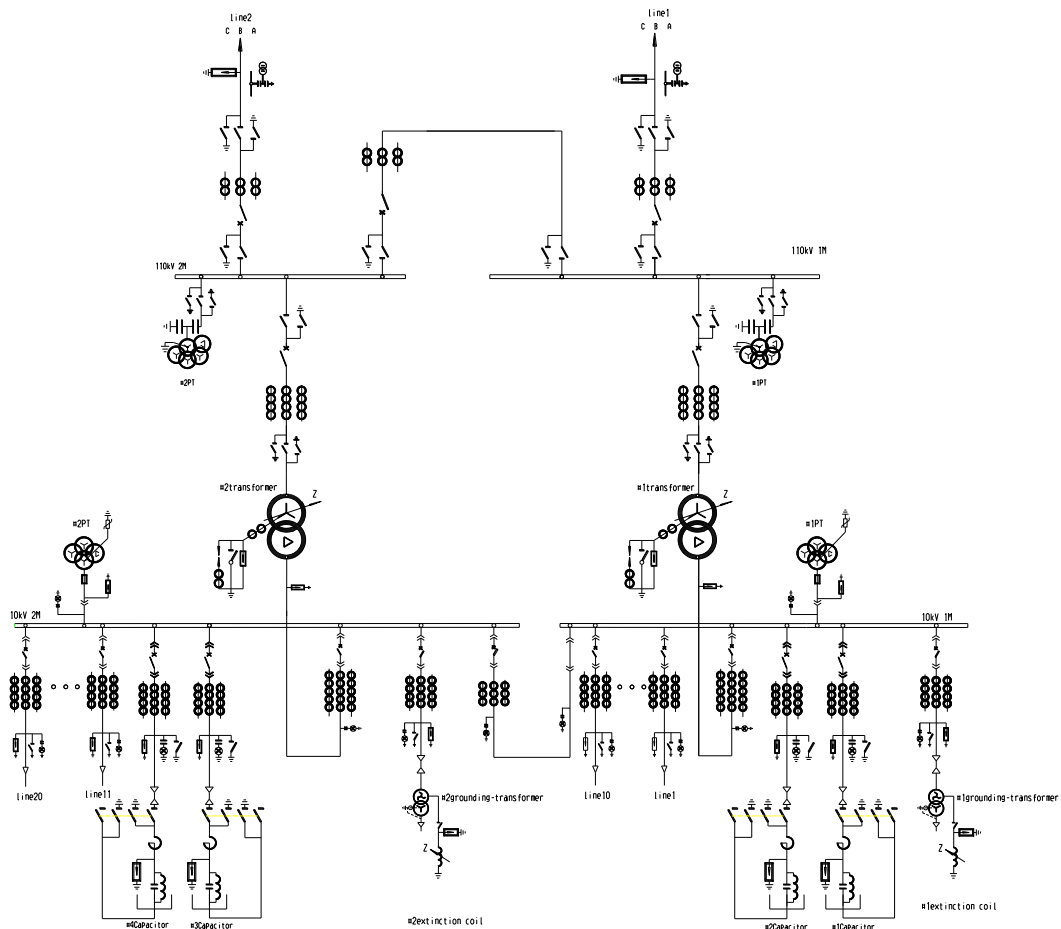 line2
C B A
line1
C B A
110kV 2M
110kV 1M
#2PT
#1PT
#2transformer
Z
#1transformer
Z
#2PT
#1PT
10kV 2M
10kV 1M
line20
line11
line10
line1
#2grounding-transformer
#1grounding-transformer
Z
Z
#4Capacitor
#3Capacitor
#2extinction coil
#2Capacitor
#1Capacitor
#1extinction coil